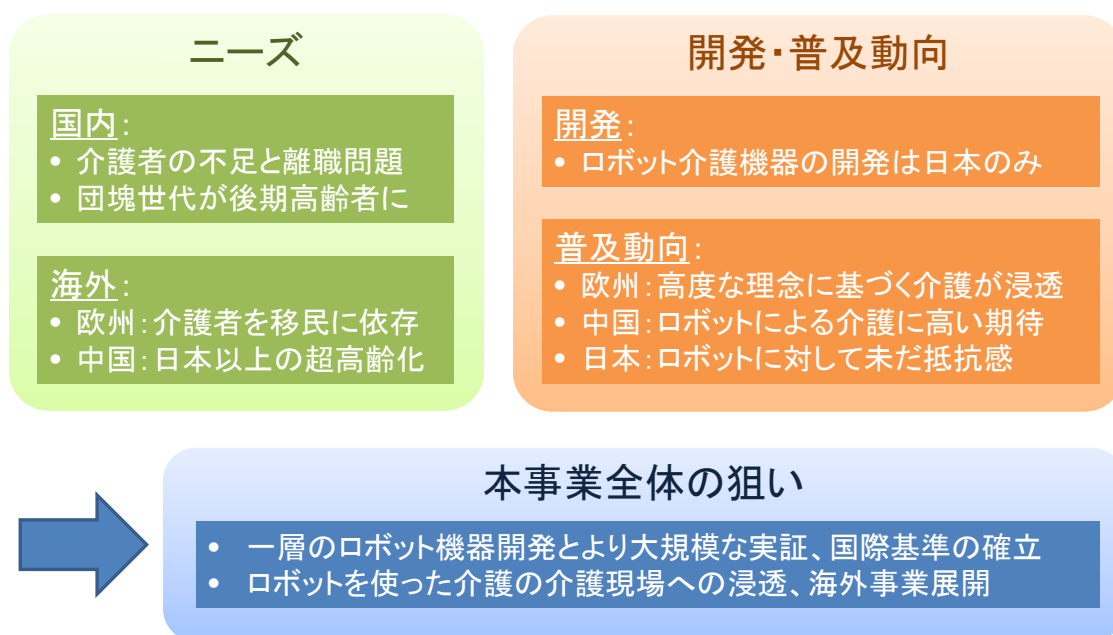 ニーズ
国内:
• 介護者の不足と離職問題
• 団塊世代が後期高齢者に
海外:
• 欧州:介護者を移民に依存
• 中国:日本以上の超高齢化
開発・普及動向
開発:
• ロボット介護機器の開発は日本のみ
普及動向:
• 欧州:高度な理念に基づく介護が浸透
• 中国:ロボットによる介護に高い期待
• 日本:ロボットに対して未だ抵抗感
本事業全体の狙い
• 一層のロボット機器開発とより大規模な実証、国際基準の確立
• ロボットを使った介護の介護現場への浸透、海外事業展開